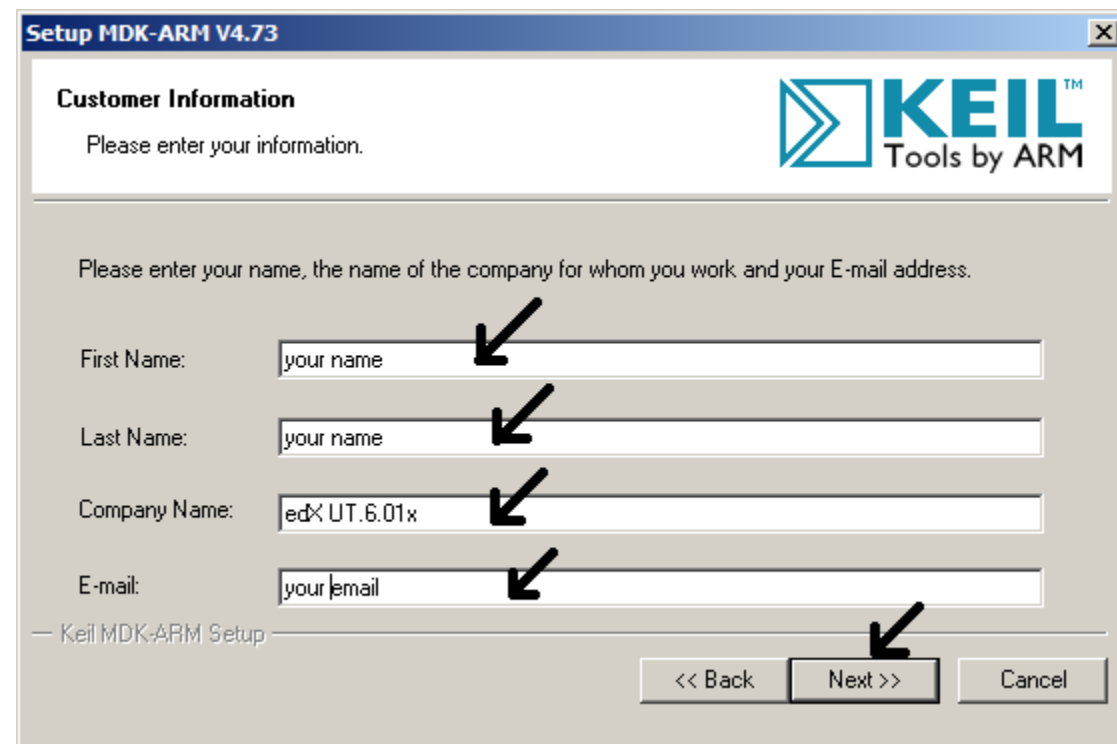 Setup MDK-ARM V4.73
Customer Information
Please enter your information.
KEIL™
Tools by ARM
Please enter your name, the name of the company for whom you work and your E-mail address.
First Name: your name
Last Name: your name
Company Name: edX UT.6.01x
E-mail: your email
Keil MDK-ARM Setup
<< Back Next >> Cancel